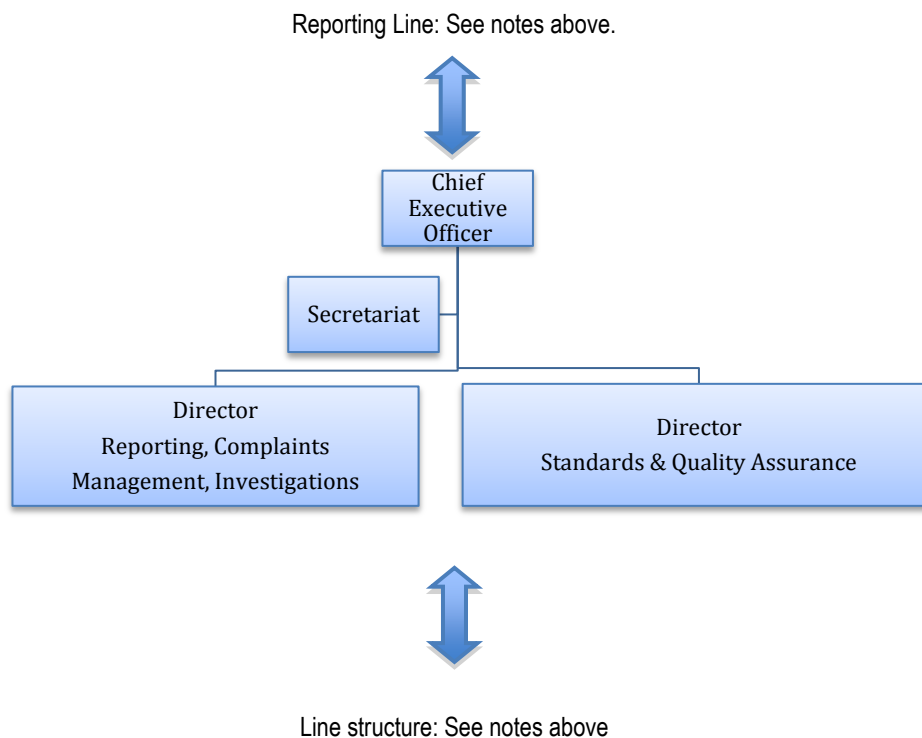 Reporting Line: See notes above.
Chief
Executive
Officer
Secretariat
Director
Reporting, Complaints
Management, Investigations
Director
Standards & Quality Assurance
Line structure: See notes above